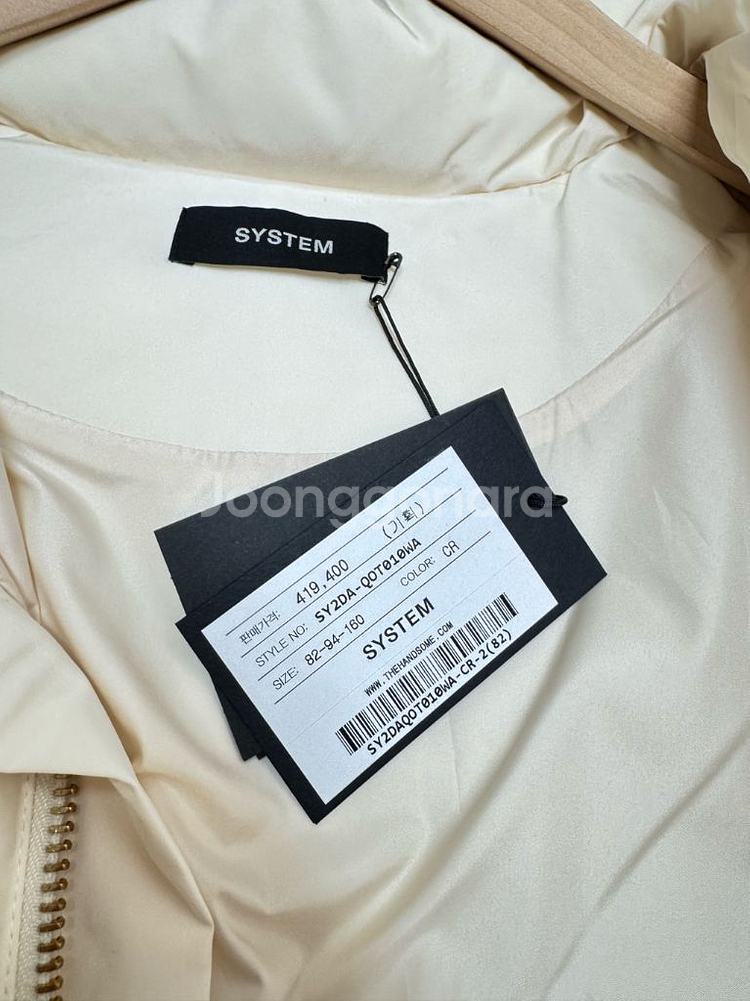 SYSTEM
Joonggonara
(기획)
판매가격: 419,400
STYLE NO: SY2DA-QOT010WA
SIZE: 82-94-160 COLOR: CR
SYSTEM
WWW.THEHANDSOME.COM
SY2DAQOT010WA-CR-2(82)